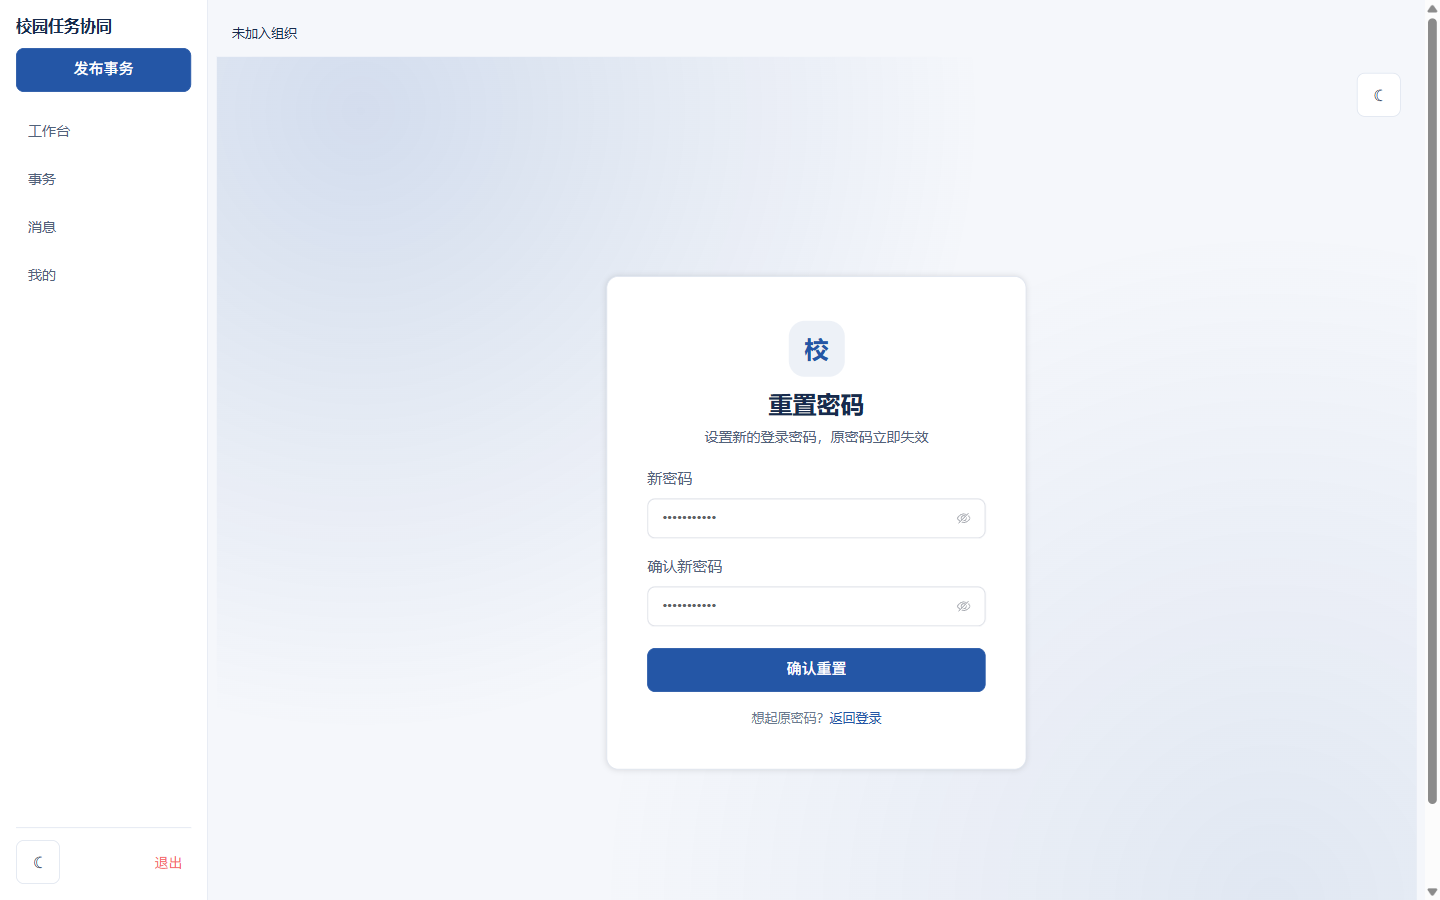 校园任务协同
发布事务
工作台
事务
消息
我的
退出
未加入组织
校
重置密码
设置新的登录密码，原密码立即失效
新密码
•••••••••••
确认新密码
•••••••••••
确认重置
想起原密码？返回登录